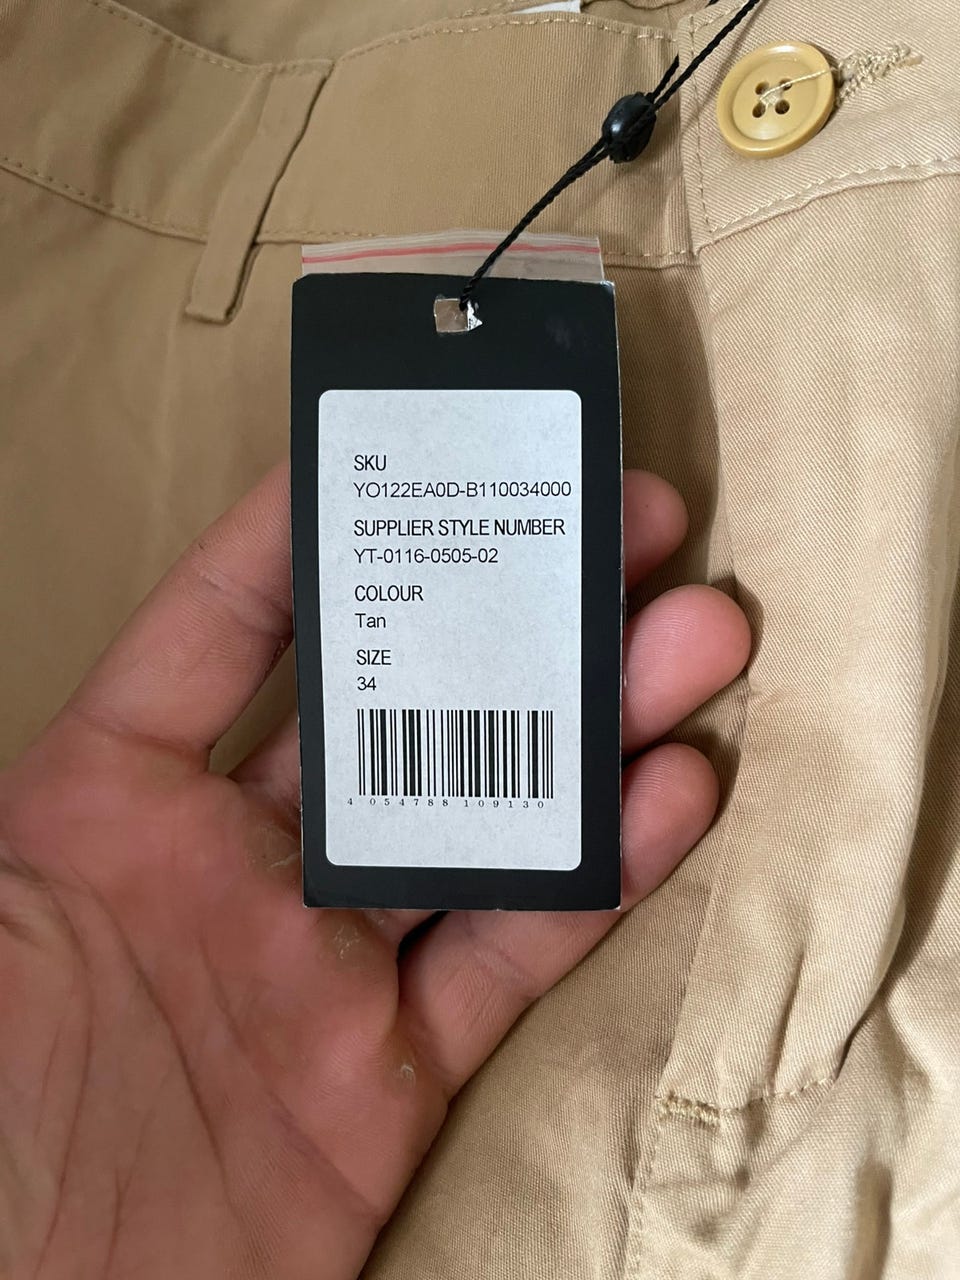 SKU
YO122EA0D-B110034000
SUPPLIER STYLE NUMBER
YT-0116-0505-02
COLOUR
Tan
SIZE
34
4 054788 109130